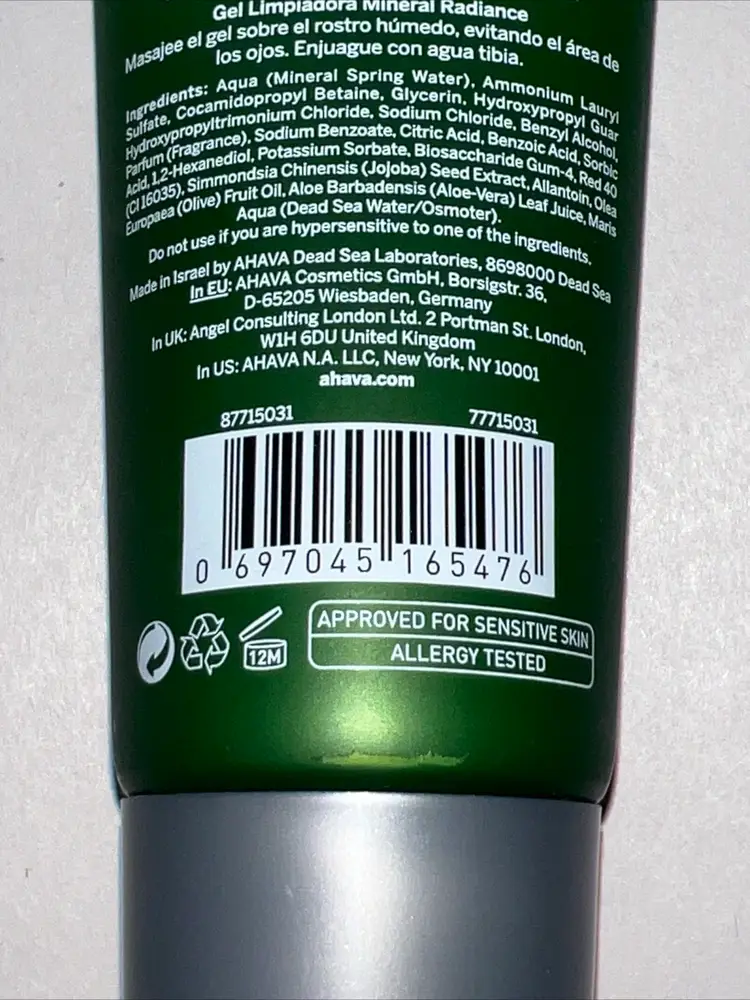 Gel Limpiadora Mineral Radiance
Masajee el gel sobre el rostro húmedo, evitando el área de
los ojos. Enjuague con agua tibia.
Ingredients: Aqua (Mineral Spring Water), Ammonium Lauryl
Sulfate, Cocamidopropyl Betaine, Glycerin, Hydroxypropyl Guar
Hydroxypropyltrimonium Chloride, Sodium Chloride, Benzyl Alcohol,
Parfum (Fragrance), Sodium Benzoate, Citric Acid, Benzoic Acid, Sorbic
Acid, 1,2-Hexanediol, Potassium Sorbate, Biosaccharide Gum-4, Red 40
(CI 16035), Simmondsia Chinensis (Jojoba) Seed Extract, Allantoin, Olea
Europaea (Olive) Fruit Oil, Aloe Barbadensis (Aloe-Vera) Leaf Juice, Maris
Aqua (Dead Sea Water/Osmoter).
Do not use if you are hypersensitive to one of the ingredients.
Made in Israel by AHAVA Dead Sea Laboratories, 8698000 Dead Sea
In EU: AHAVA Cosmetics GmbH, Borsigstr. 36,
D-65205 Wiesbaden, Germany
In UK: Angel Consulting London Ltd. 2 Portman St. London,
W1H 6DU United Kingdom
In US: AHAVA N.A. LLC, New York, NY 10001
ahava.com
87715031 77715031
0 697045 165476
12M
APPROVED FOR SENSITIVE SKIN
ALLERGY TESTED